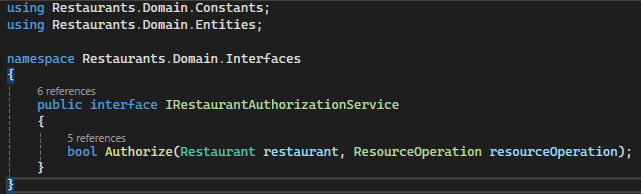 using Restaurants.Domain.Constants;
using Restaurants.Domain.Entities;
namespace Restaurants.Domain.Interfaces
{
6 references
public interface IRestaurantAuthorizationService
{
5 references
bool Authorize(Restaurant restaurant, ResourceOperation resourceOperation);
}
}